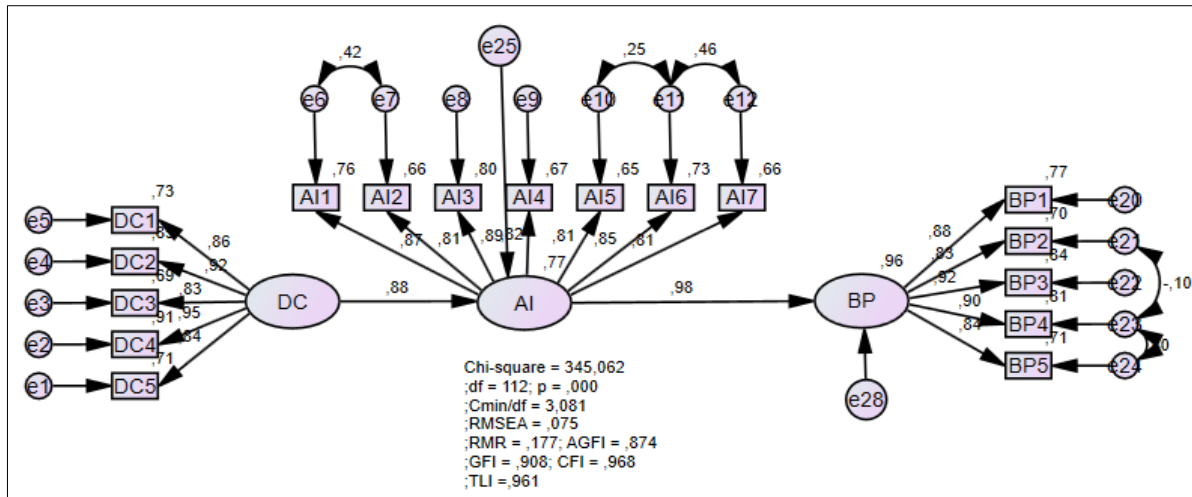 e25
,42
,25
,46
e6
e7
e8
e9
e10
e11
e12
,76
,66
,80
,67
,65
,73
,66
AI1
AI2
AI3
AI4
AI5
AI6
AI7
,87
,81
,89
,82
,81
,85
,81
,77
,73
e5
DC1
,86
e4
DC2
,92
,69
e3
DC3
,83
,91
,95
e2
DC4
,84
,71
e1
DC5
DC
,88
AI
,98
,96
BP
e28
,77
BP1
e20
,88
,70
BP2
e21
,83
,84
BP3
e22
,92
-,10
,81
BP4
e23
,90
,71
BP5
e24
,84
Chi-square = 345,062
;df = 112; p = ,000
;Cmin/df = 3,081
;RMSEA = ,075
;RMR = ,177; AGFI = ,874
;GFI = ,908; CFI = ,968
;TLI = ,961